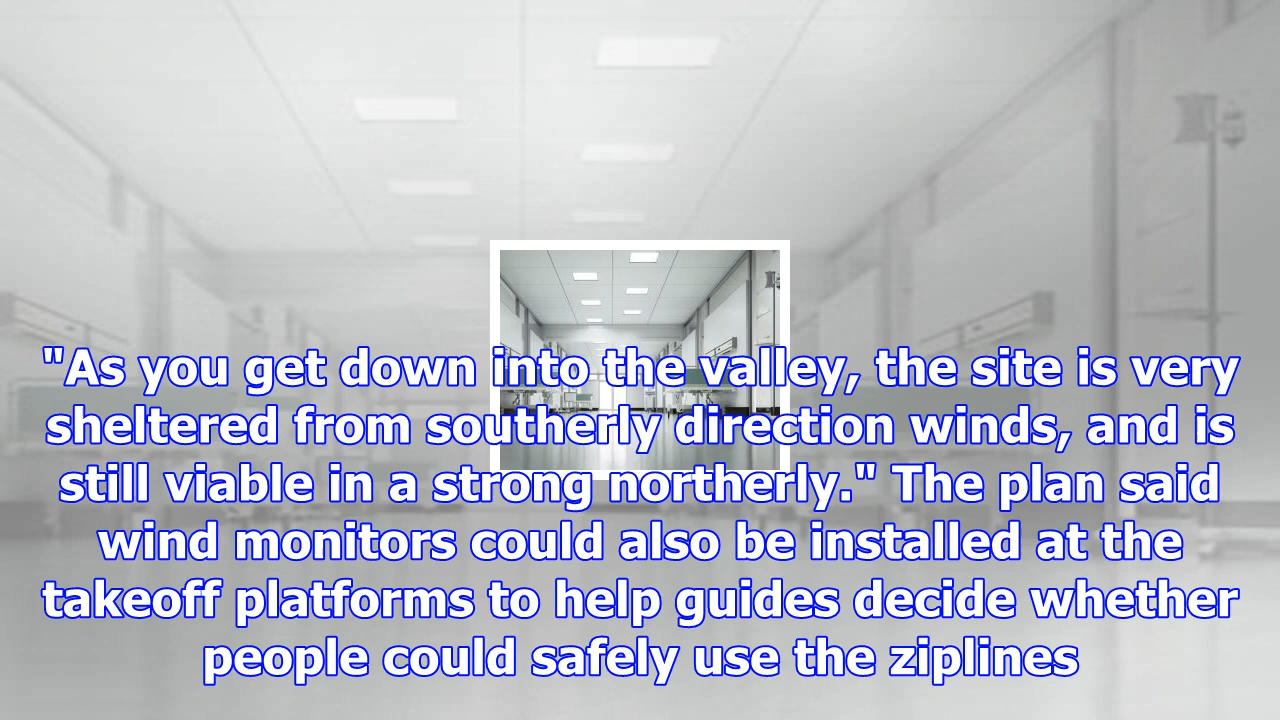 "As you get down into the valley, the site is very
sheltered from southerly direction winds, and is
still viable in a strong northerly." The plan said
wind monitors could also be installed at the
takeoff platforms to help guides decide whether
people could safely use the ziplines